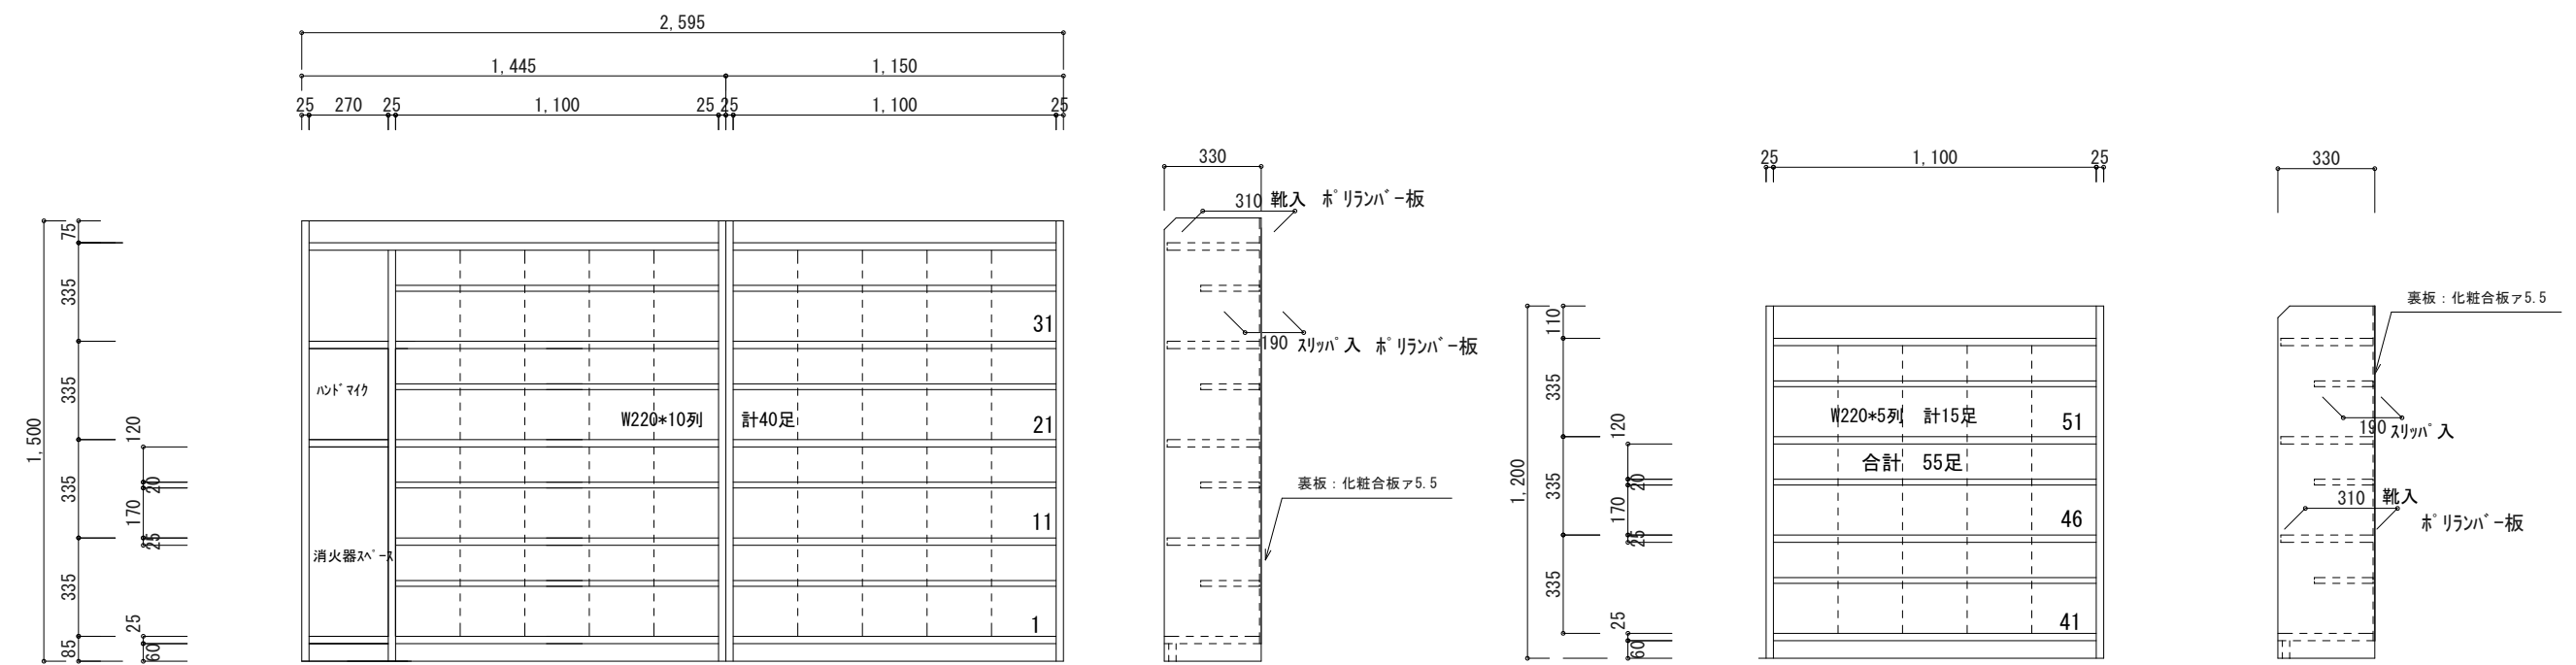 2,595
1,445 1,150
25 270 25 1,100 25 25 1,100 25
1,500
75
335
335
335
335
85
120
20
170
25
25
60
ハンドマイク
消火器スペース
W220*10列 計40足
31
21
11
1
330
310 靴入 ポリランバー板
190 スリッパ入 ポリランバー板
裏板：化粧合板ァ5.5
1,200
110
335
335
335
120
20
170
25
25
60
25 1,100 25
W220*5列 計15足
合計 55足
51
46
41
330
裏板：化粧合板ァ5.5
190 スリッパ入
310 靴入
ポリランバー板